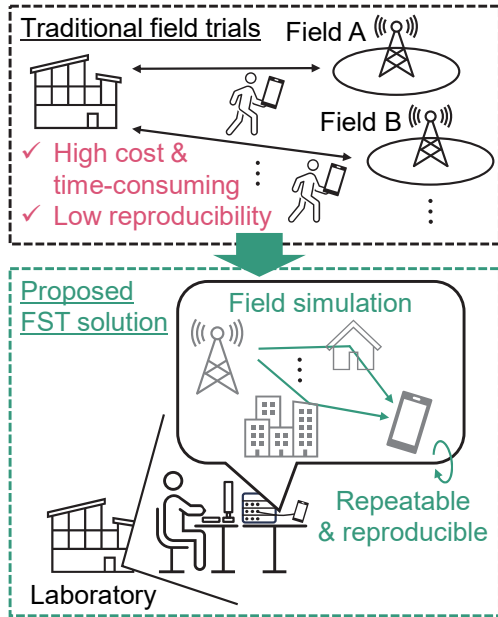 Traditional field trials
Field A
Field B
✓ High cost &
time-consuming
✓ Low reproducibility
Proposed
FST solution
Field simulation
Repeatable
& reproducible
Laboratory